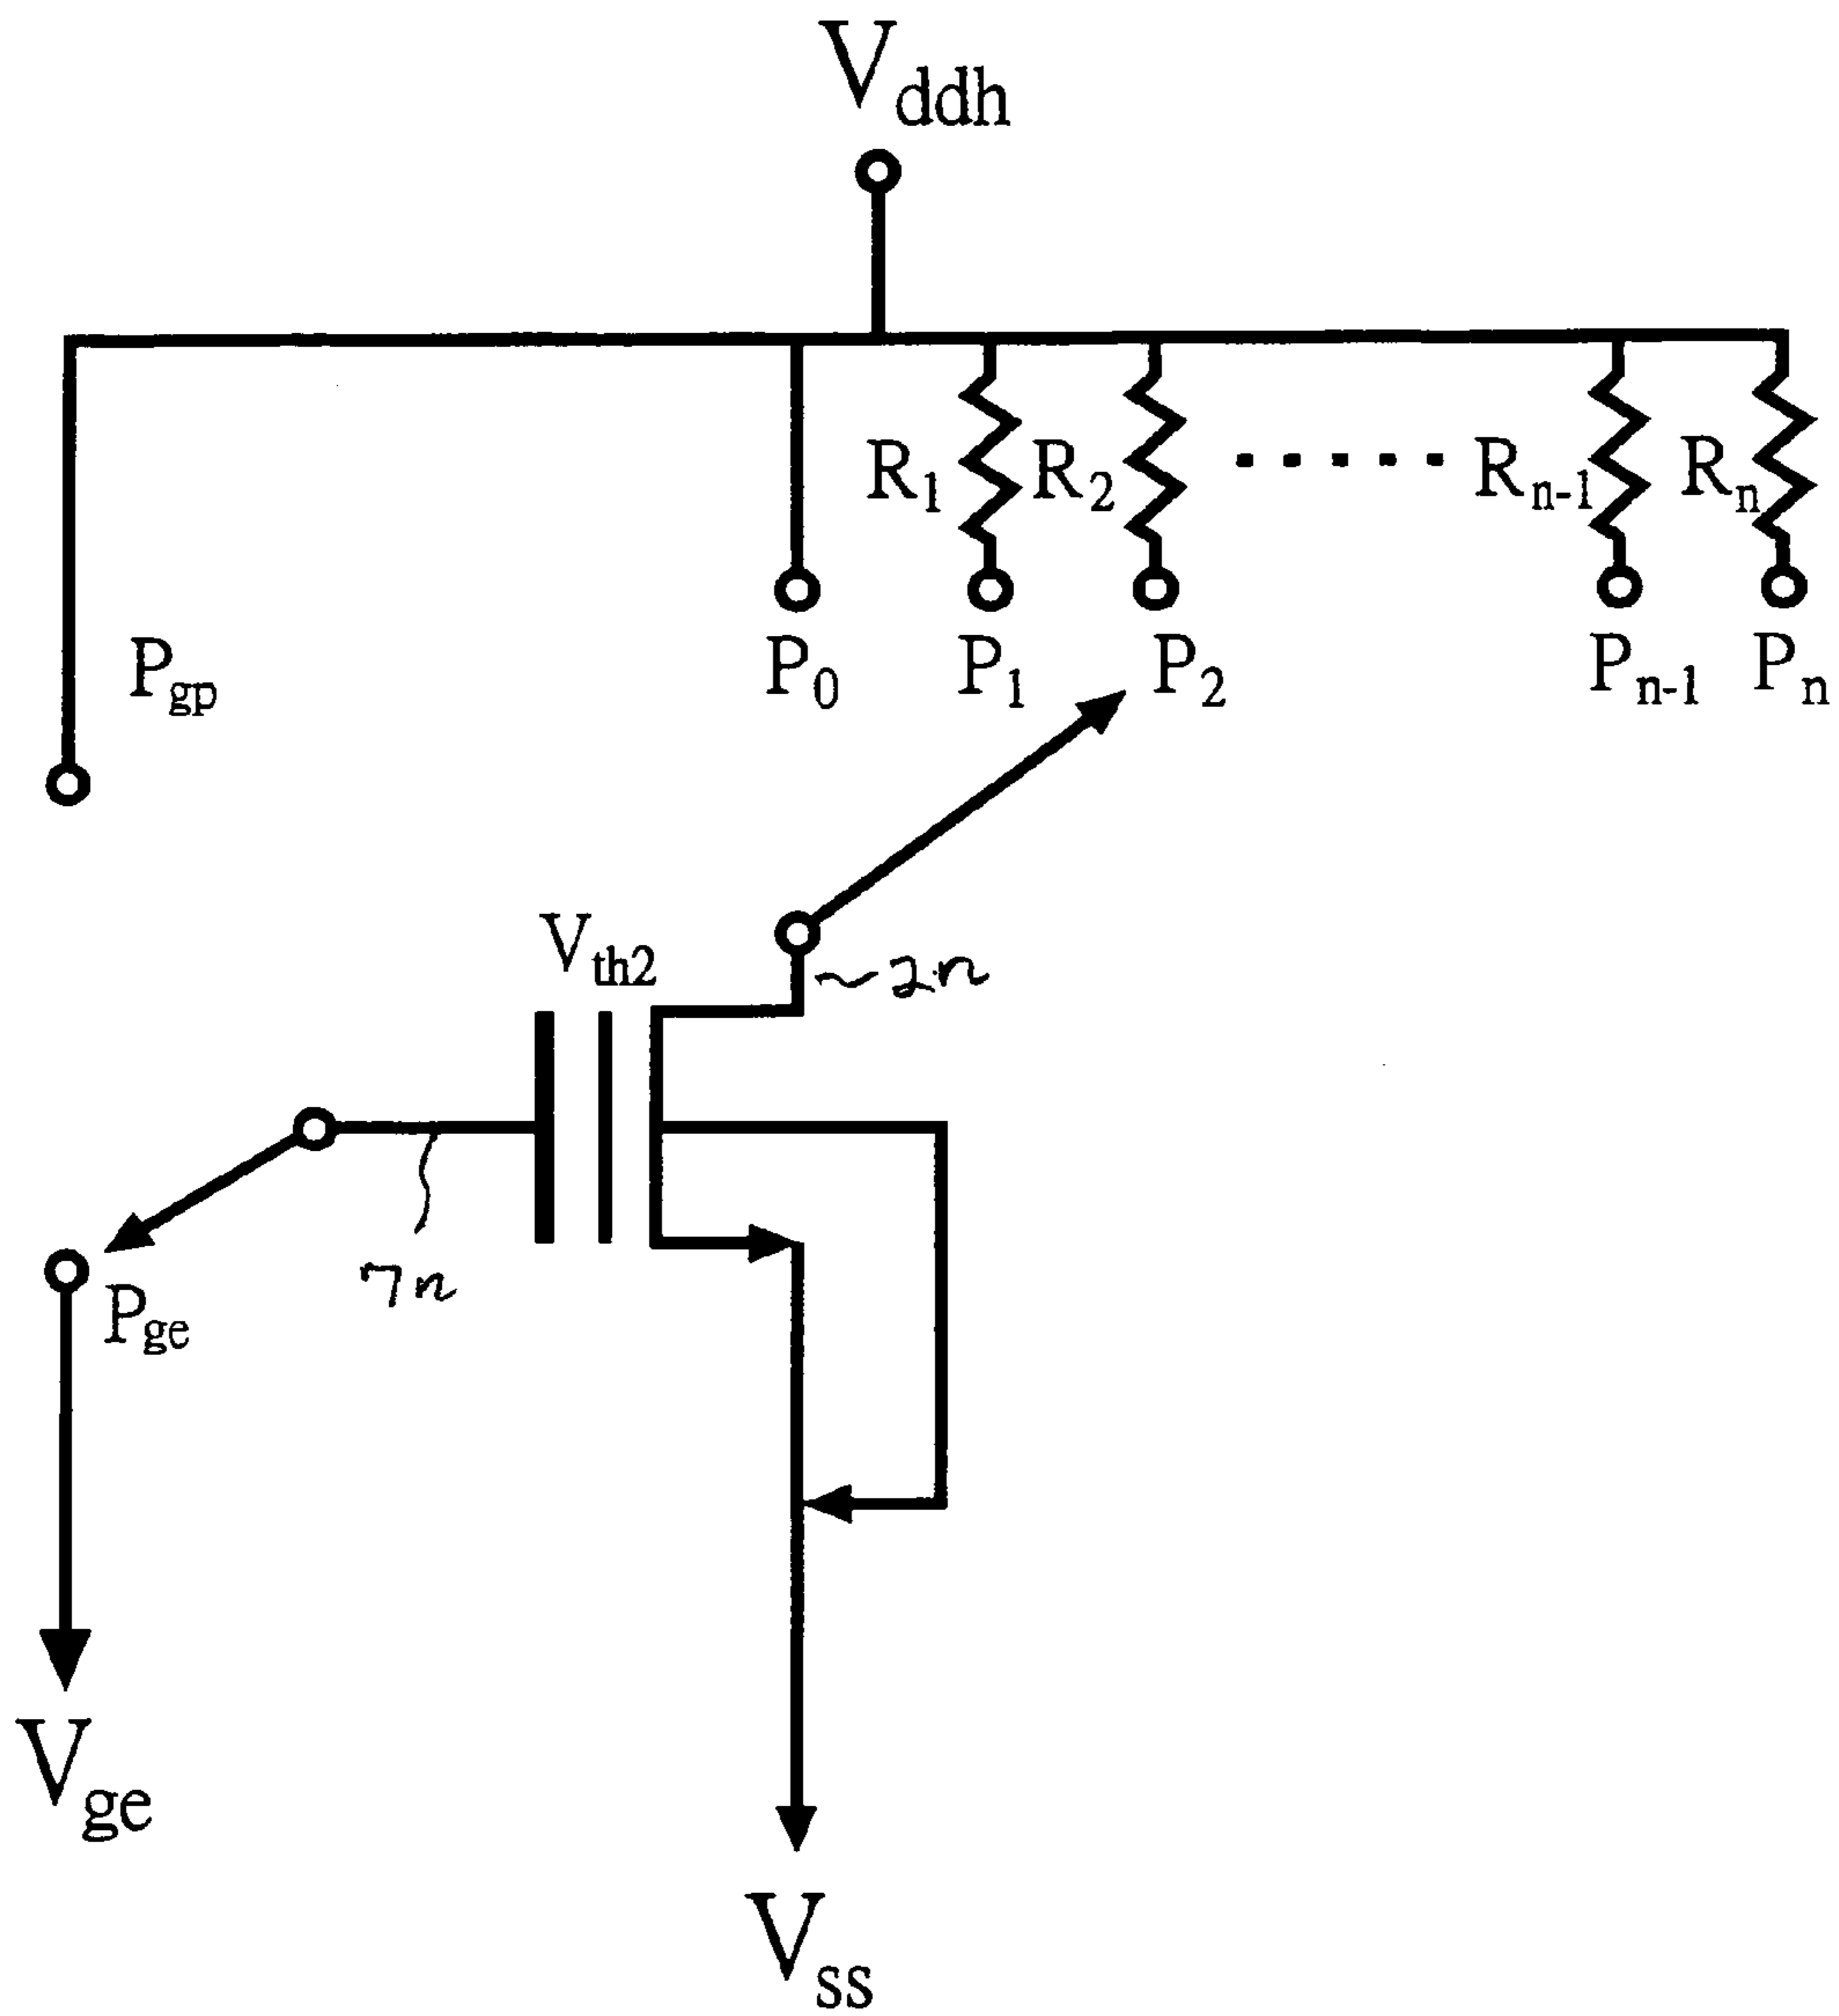 Vddh
R1 R2 Rn-1 Rn
Pgp P0 P1 P2 Pn-1 Pn
Vth2
~2n
7n
Pge
Vge
Vss